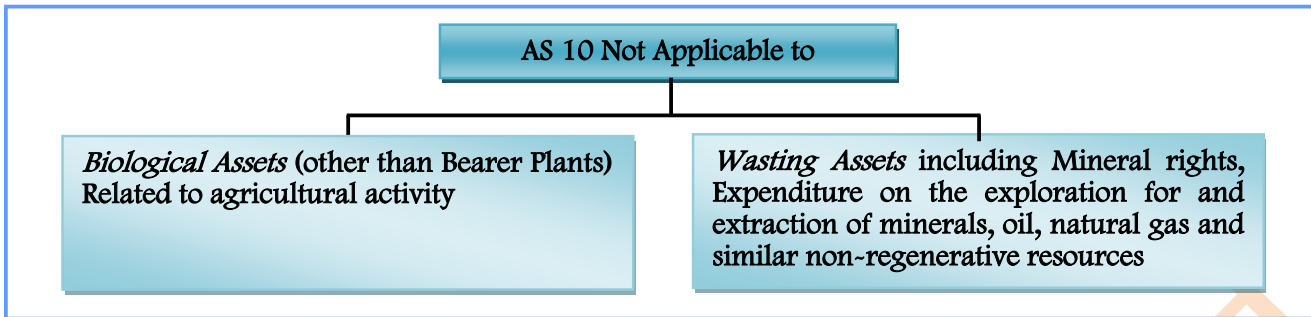 AS 10 Not Applicable to
Biological Assets (other than Bearer Plants)
Related to agricultural activity
Wasting Assets including Mineral rights,
Expenditure on the exploration for and
extraction of minerals, oil, natural gas and
similar non-regenerative resources